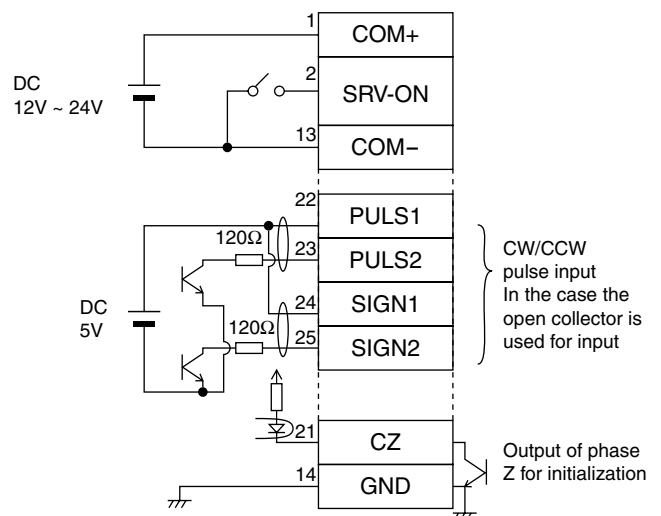 1
COM+
DC
12V ~ 24V
2
SRV-ON
13
COM−
22
PULS1
120Ω
23
PULS2
CW/CCW
pulse input
In the case the
open collector is
used for input
DC
5V
24
SIGN1
120Ω
25
SIGN2
21
CZ
Output of phase
Z for initialization
14
GND